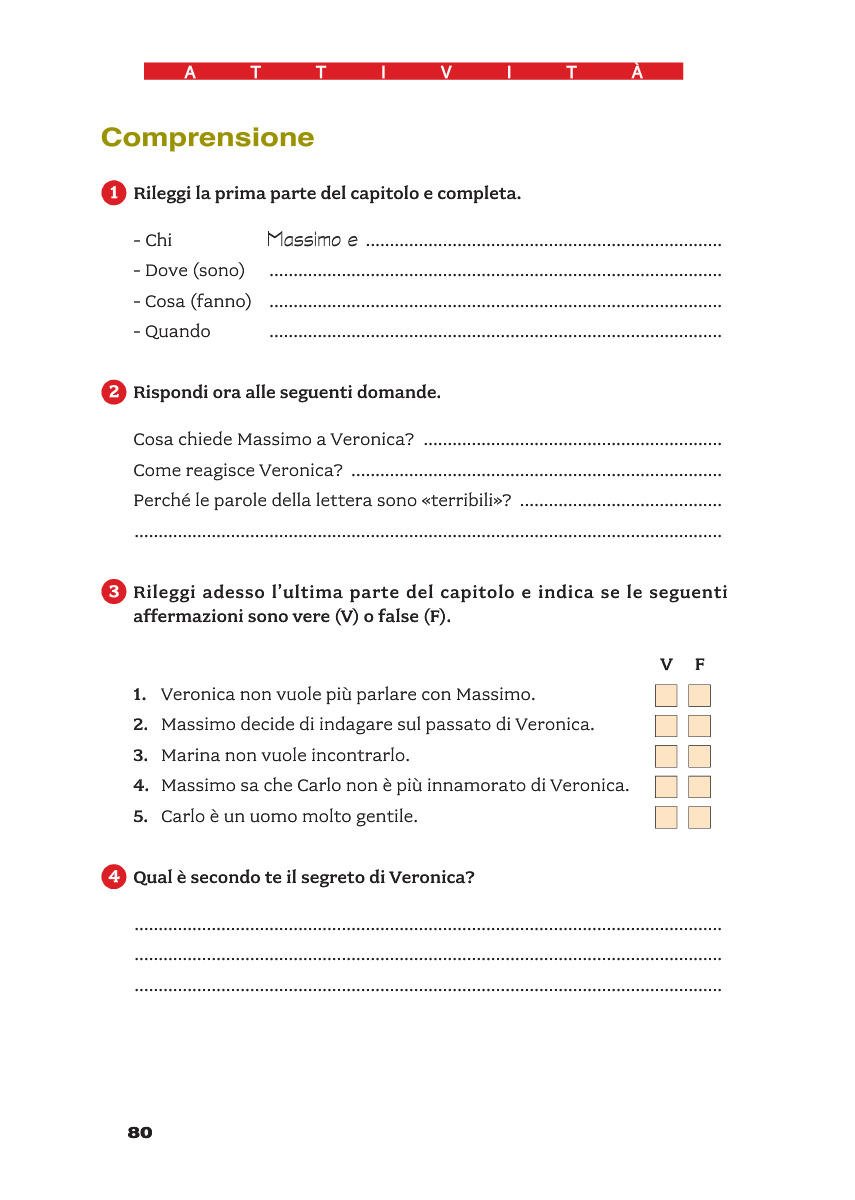 A T T I V I T À
Comprensione
1 Rileggi la prima parte del capitolo e completa.
- Chi Massimo e ........................................................................
- Dove (sono) ............................................................................................
- Cosa (fanno) ............................................................................................
- Quando ............................................................................................
2 Rispondi ora alle seguenti domande.
Cosa chiede Massimo a Veronica? .............................................................
Come reagisce Veronica? ............................................................................
Perché le parole della lettera sono «terribili»? ..........................................
.........................................................................................................................
3 Rileggi adesso l'ultima parte del capitolo e indica se le seguenti
affermazioni sono vere (V) o false (F).
V F
1. Veronica non vuole più parlare con Massimo.
2. Massimo decide di indagare sul passato di Veronica.
3. Marina non vuole incontrarlo.
4. Massimo sa che Carlo non è più innamorato di Veronica.
5. Carlo è un uomo molto gentile.
4 Qual è secondo te il segreto di Veronica?
.........................................................................................................................
.........................................................................................................................
.........................................................................................................................
80